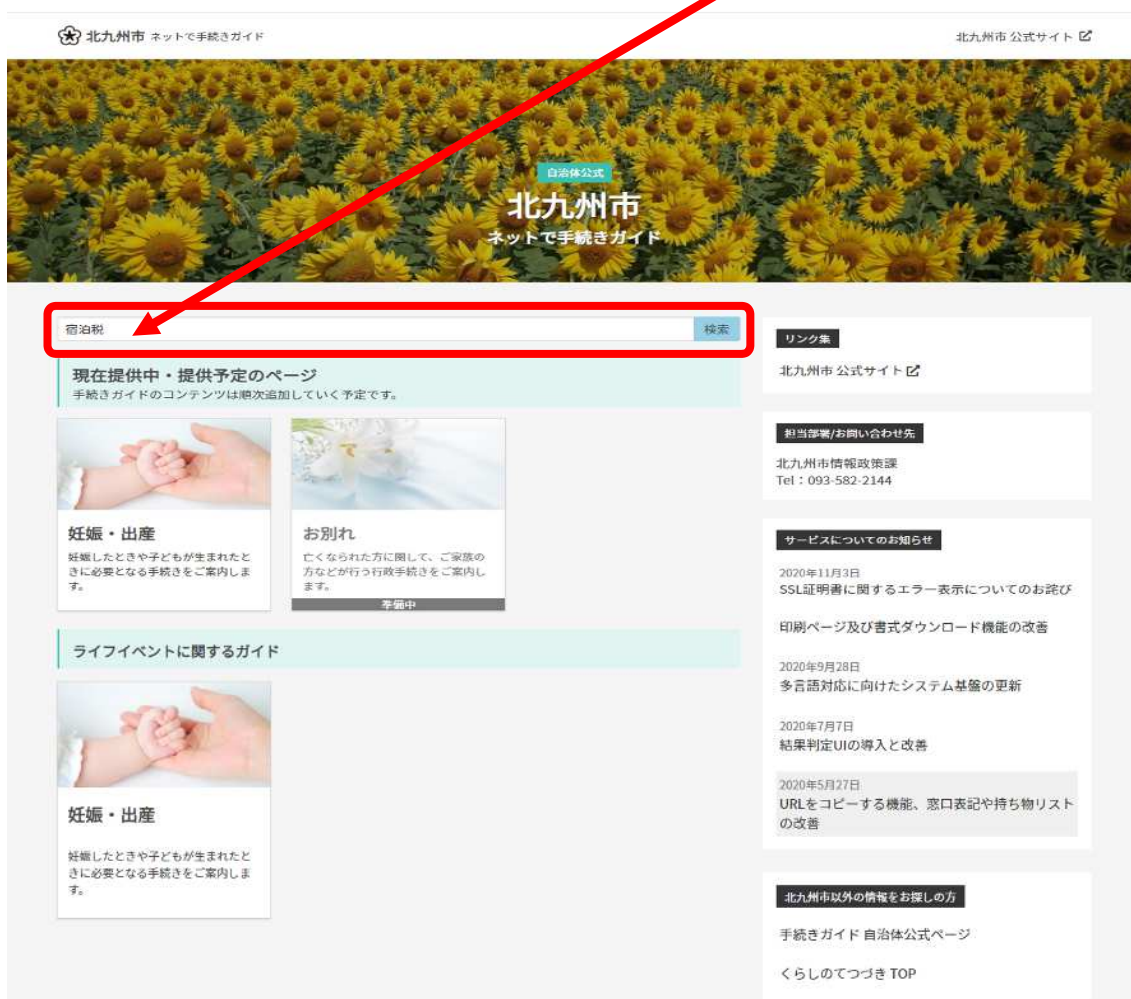 北九州市 ネットで手続きガイド
北九州市 公式サイト
自治体公式
北九州市
ネットで手続きガイド
宿泊税
検索
現在提供中・提供予定のページ
手続きガイドのコンテンツは順次追加していく予定です。
妊娠・出産
妊娠したときや子どもが生まれたと
きに必要となる手続きをご案内しま
す。
お別れ
亡くなられた方に関して、ご家族の
方などが行う行政手続きをご案内し
ます。
準備中
ライフイベントに関するガイド
妊娠・出産
妊娠したときや子どもが生まれたと
きに必要となる手続きをご案内しま
す。
リンク集
北九州市 公式サイト
担当部署/お問い合わせ先
北九州市情報政策課
Tel：093-582-2144
サービスについてのお知らせ
2020年11月3日
SSL証明書に関するエラー表示についてのお詫び
印刷ページ及び書式ダウンロード機能の改善
2020年9月28日
多言語対応に向けたシステム基盤の更新
2020年7月7日
結果判定UIの導入と改善
2020年5月27日
URLをコピーする機能、窓口表記や持ち物リスト
の改善
北九州市以外の情報をお探しの方
手続きガイド 自治体公式ページ
くらしのてつづき TOP